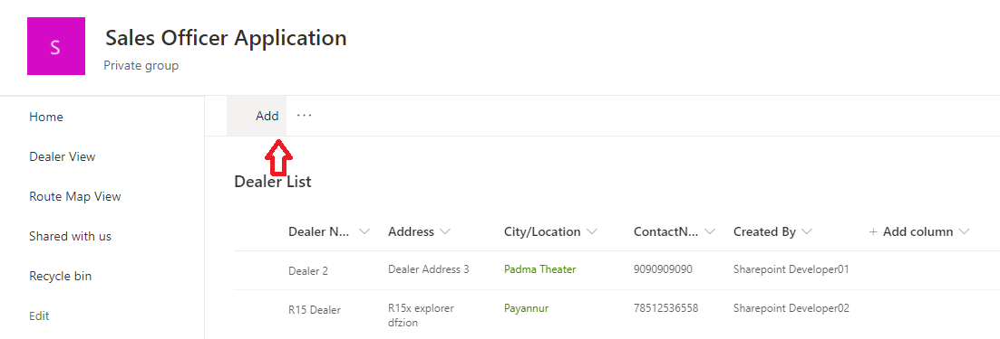 S
Sales Officer Application
Private group
Home
Dealer View
Route Map View
Shared with us
Recycle bin
Edit
Add ...
Dealer List
Dealer N... Address City/Location ContactN... Created By + Add column
Dealer 2 Dealer Address 3 Padma Theater 9090909090 Sharepoint Developer01
R15 Dealer R15x explorer Payannur 78512536558 Sharepoint Developer02
dfzion